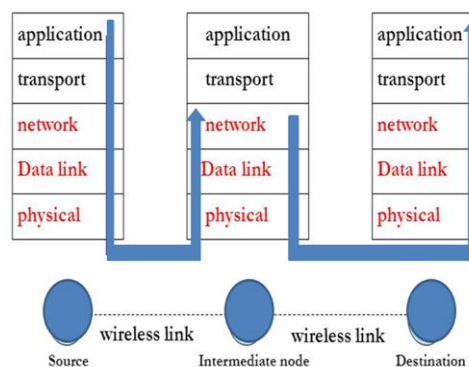 application
transport
network
Data link
physical
application
transport
network
Data link
physical
application
transport
network
Data link
physical
wireless link
wireless link
Source
Intermediate node
Destination